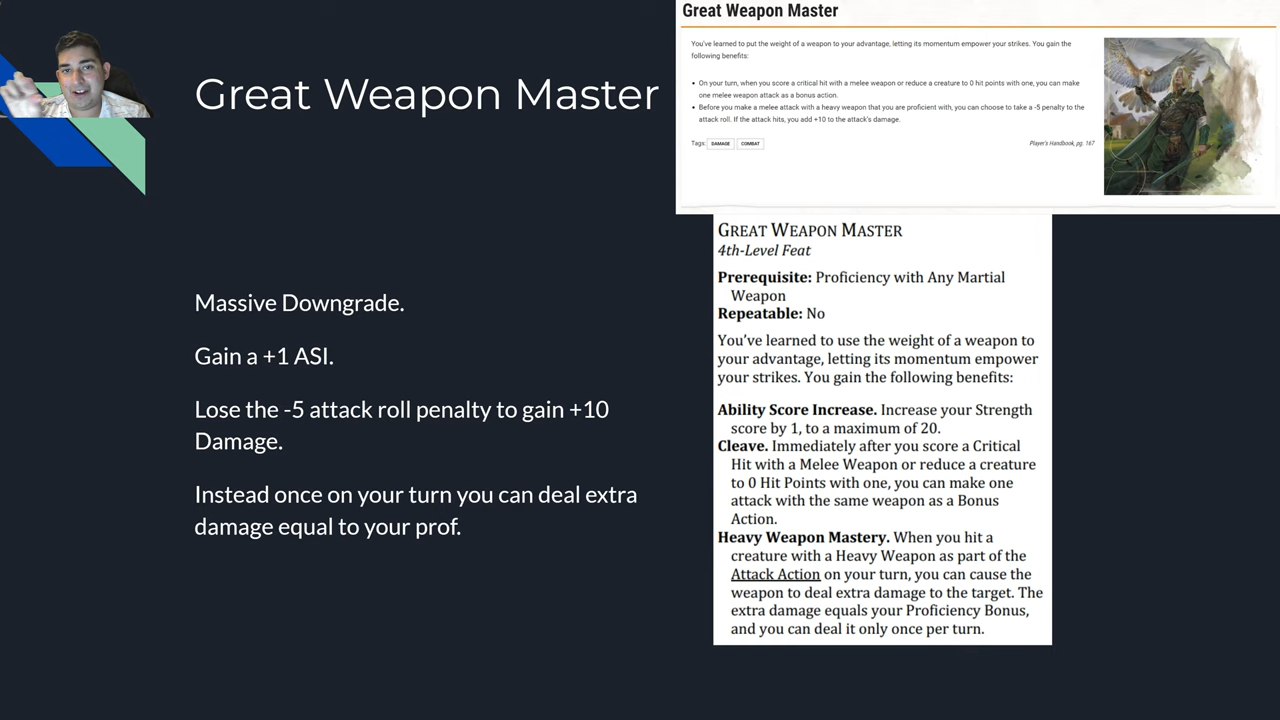 Great Weapon Master
Massive Downgrade.
Gain a +1 ASI.
Lose the -5 attack roll penalty to gain +10
Damage.
Instead once on your turn you can deal extra
damage equal to your prof.
Great Weapon Master
You've learned to put the weight of a weapon to your advantage, letting its momentum empower your strikes. You gain the
following benefits:
• On your turn, when you score a critical hit with a melee weapon or reduce a creature to 0 hit points with one, you can make
one melee weapon attack as a bonus action.
• Before you make a melee attack with a heavy weapon that you are proficient with, you can choose to take a -5 penalty to the
attack roll. If the attack hits, you add +10 to the attack's damage.
Tags: DAMAGE COMBAT
Player's Handbook, pg. 167
GREAT WEAPON MASTER
4th-Level Feat
Prerequisite: Proficiency with Any Martial
Weapon
Repeatable: No
You’ve learned to use the weight of a weapon to
your advantage, letting its momentum empower
your strikes. You gain the following benefits:
Ability Score Increase. Increase your Strength
score by 1, to a maximum of 20.
Cleave. Immediately after you score a Critical
Hit with a Melee Weapon or reduce a creature
to 0 Hit Points with one, you can make one
attack with the same weapon as a Bonus
Action.
Heavy Weapon Mastery. When you hit a
creature with a Heavy Weapon as part of the
Attack Action on your turn, you can cause the
weapon to deal extra damage to the target. The
extra damage equals your Proficiency Bonus,
and you can deal it only once per turn.